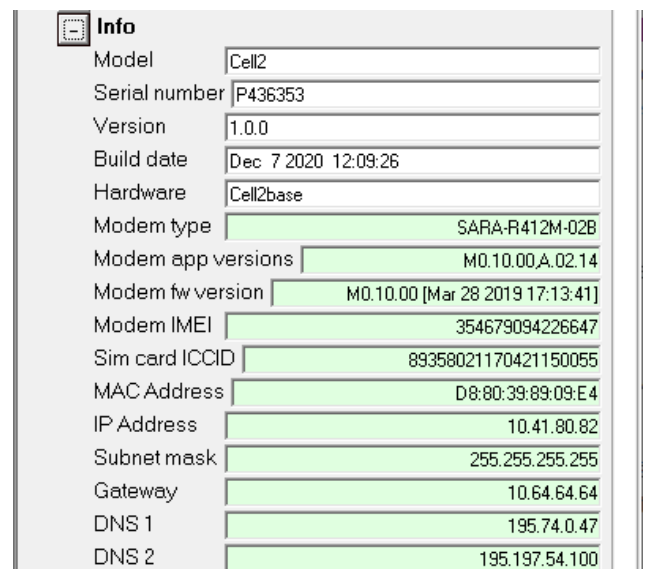 Info
Model Cell2
Serial number P436353
Version 1.0.0
Build date Dec 7 2020 12:09:26
Hardware Cell2base
Modem type SARA-R412M-02B
Modem app versions M0.10.00,A.02.14
Modem fw version M0.10.00 [Mar 28 2019 17:13:41]
Modem IMEI 354679094226647
Sim card ICCID 89358021170421150055
MAC Address D8:80:39:89:09:E4
IP Address 10.41.80.82
Subnet mask 255.255.255.255
Gateway 10.64.64.64
DNS 1 195.74.0.47
DNS 2 195.197.54.100